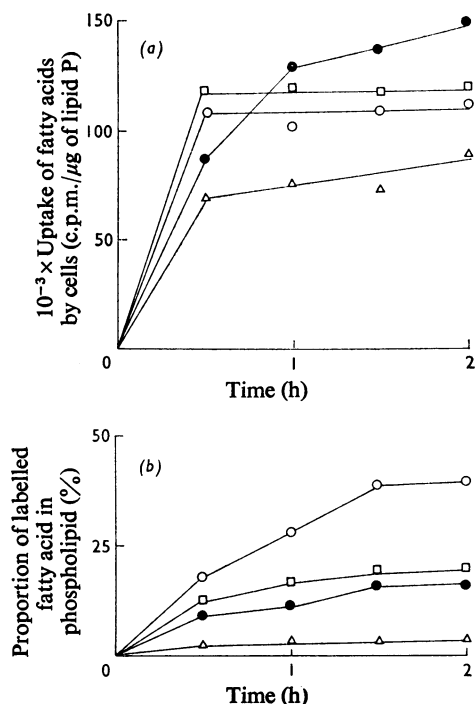 (a)
150
100
50
0
1
2
10⁻³ × Uptake of fatty acids
by cells (c.p.m./μg of lipid P)
Time (h)
(b)
50
25
0
1
2
Proportion of labelled
fatty acid in
phospholipid (%)
Time (h)